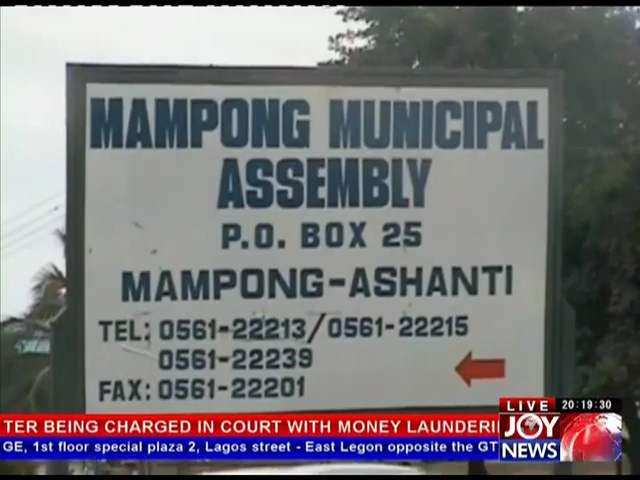 MAMPONG MUNICIPAL
ASSEMBLY
P.O. BOX 25
MAMPONG-ASHANTI
TEL: 0561-22213/0561-22215
0561-22239
FAX: 0561-22201
LIVE 20:19:30
TER BEING CHARGED IN COURT WITH MONEY LAUNDERI
JOY
NEWS
GE, 1st floor special plaza 2, Lagos street - East Legon opposite the GT